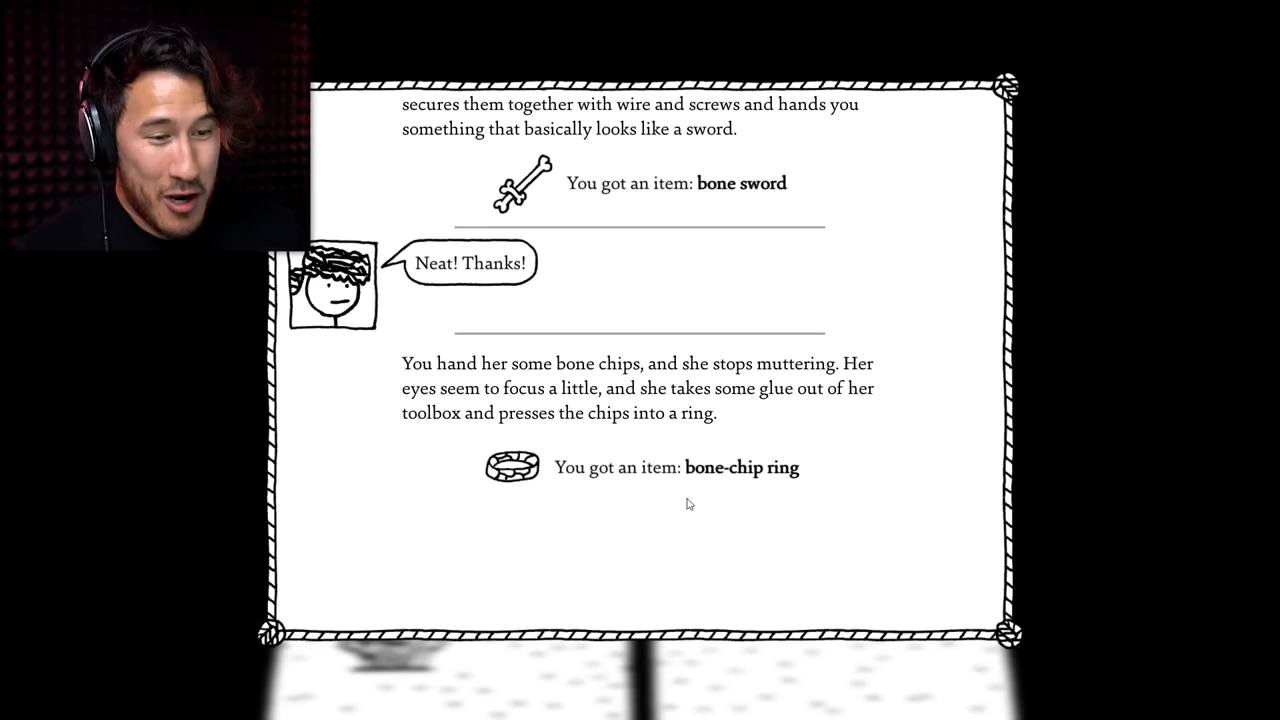 secures them together with wire and screws and hands you
something that basically looks like a sword.
You got an item: bone sword
Neat! Thanks!
You hand her some bone chips, and she stops muttering. Her
eyes seem to focus a little, and she takes some glue out of her
toolbox and presses the chips into a ring.
You got an item: bone-chip ring